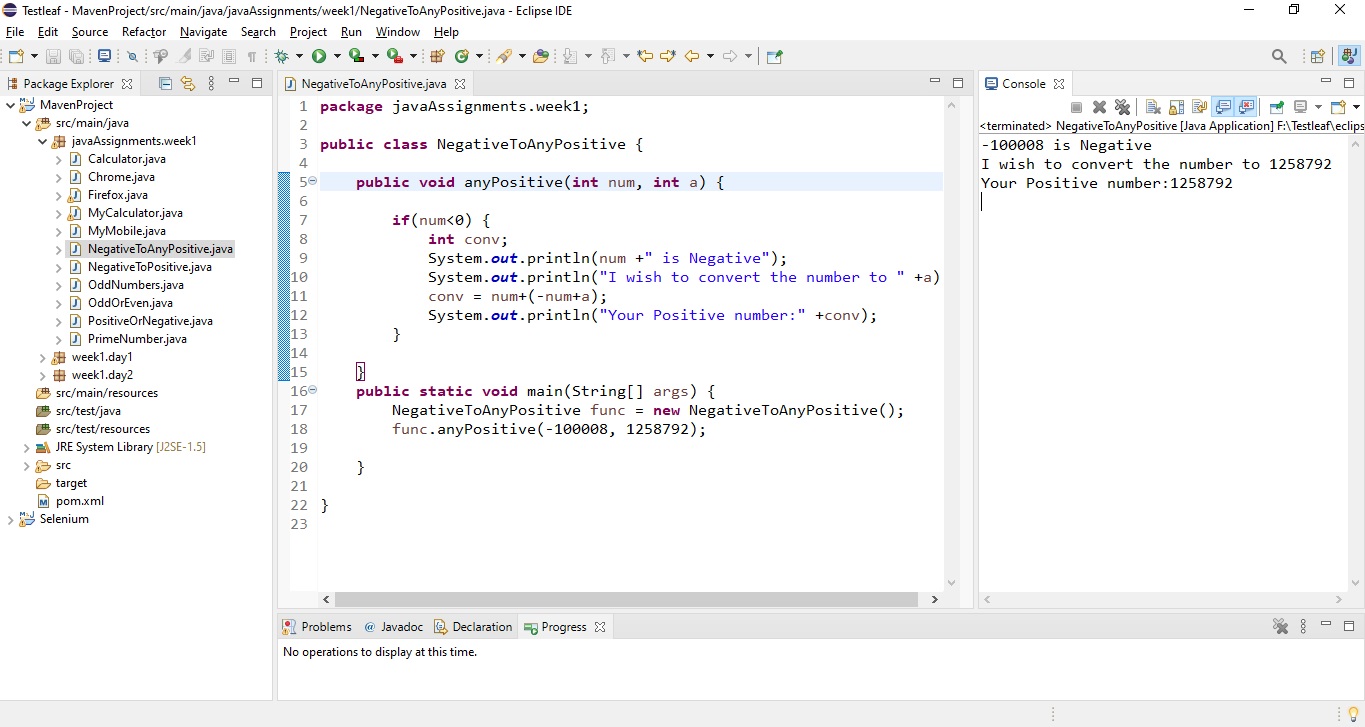 Testleaf - MavenProject/src/main/java/javaAssignments/week1/NegativeToAnyPositive.java - Eclipse IDE
File Edit Source Refactor Navigate Search Project Run Window Help
Package Explorer
MavenProject
src/main/java
javaAssignments.week1
Calculator.java
Chrome.java
Firefox.java
MyCalculator.java
MyMobile.java
NegativeToAnyPositive.java
NegativeToPositive.java
OddNumbers.java
OddOrEven.java
PositiveOrNegative.java
PrimeNumber.java
week1.day1
week1.day2
src/main/resources
src/test/java
src/test/resources
JRE System Library [J2SE-1.5]
src
target
pom.xml
Selenium
NegativeToAnyPositive.java
1 package javaAssignments.week1;
2
3 public class NegativeToAnyPositive {
4
5 public void anyPositive(int num, int a) {
6
7 if(num<0) {
8 int conv;
9 System.out.println(num +" is Negative");
10 System.out.println("I wish to convert the number to " +a)
11 conv = num+(-num+a);
12 System.out.println("Your Positive number:" +conv);
13 }
14
15 }
16 public static void main(String[] args) {
17 NegativeToAnyPositive func = new NegativeToAnyPositive();
18 func.anyPositive(-100008, 1258792);
19
20 }
21
22 }
23
Console
<terminated> NegativeToAnyPositive [Java Application] F:\Testleaf\eclips
-100008 is Negative
I wish to convert the number to 1258792
Your Positive number:1258792
Problems @ Javadoc Declaration Progress
No operations to display at this time.